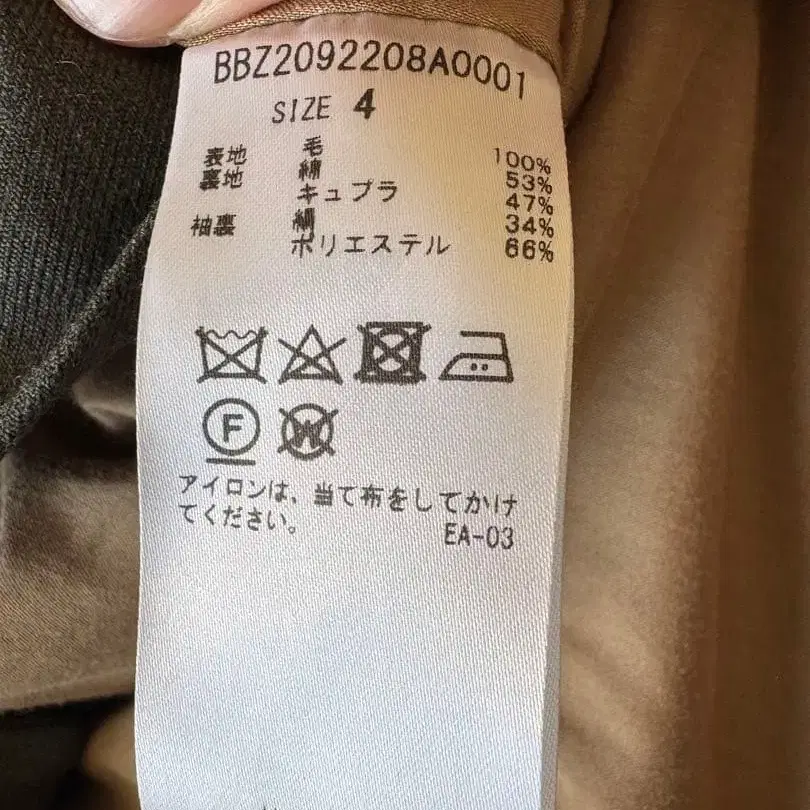 BBZ2092208A0001
SIZE 4
表地 毛 100%
裏地 綿 53%
キュプラ 47%
袖裏 34%
ポリエステル 66%
F W
アイロンは、当て布をしてかけ
てください。 EA-03